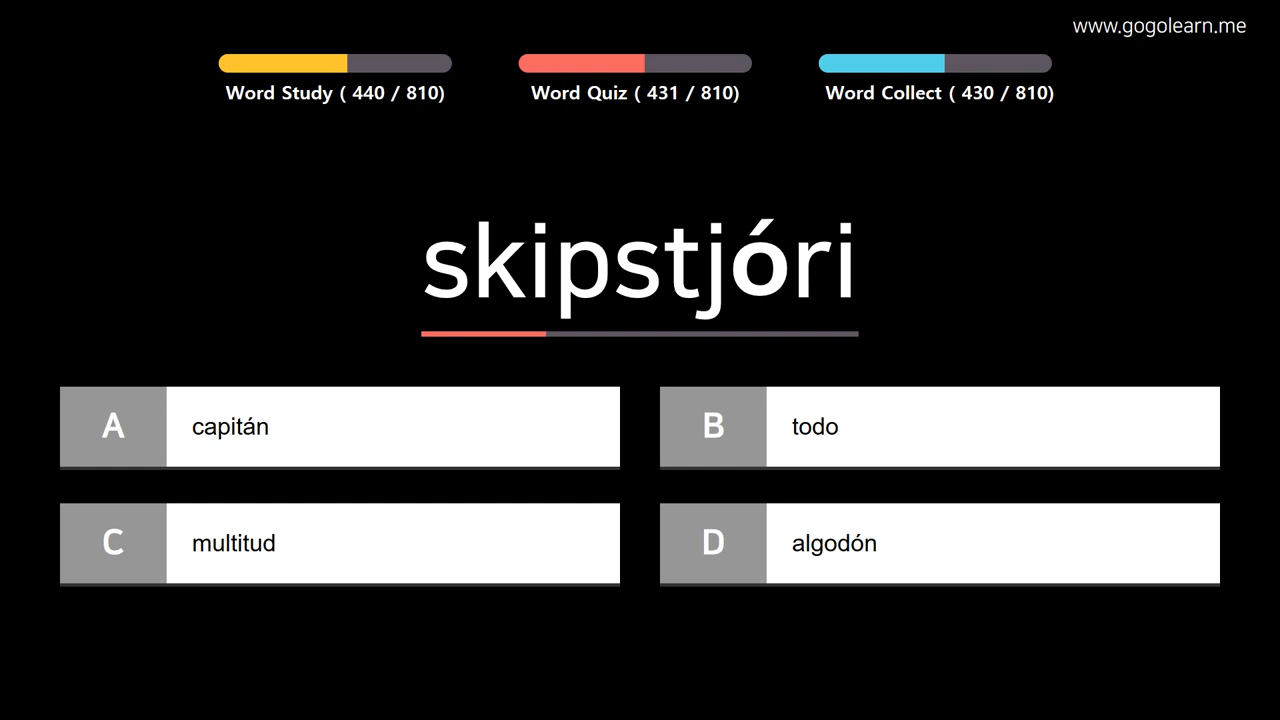 www.gogolearn.me
Word Study ( 440 / 810)
Word Quiz ( 431 / 810)
Word Collect ( 430 / 810)
skipstjóri
A capitán
B todo
C multitud
D algodón